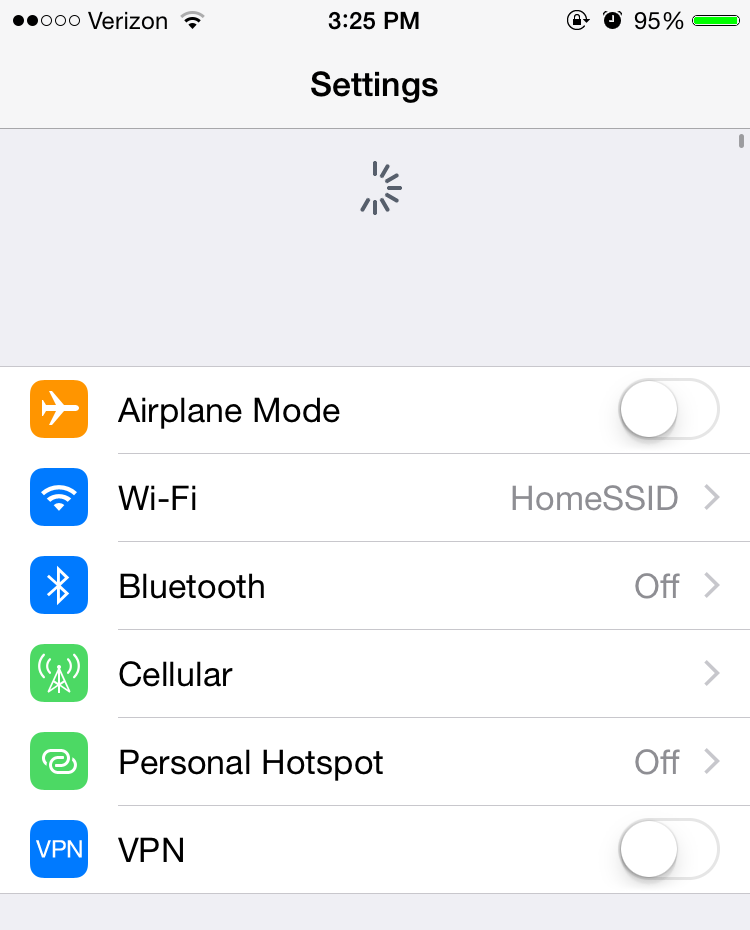 Verizon 3:25 PM 95%
Settings
Airplane Mode
Wi-Fi HomeSSID
Bluetooth Off
Cellular
Personal Hotspot Off
VPN VPN